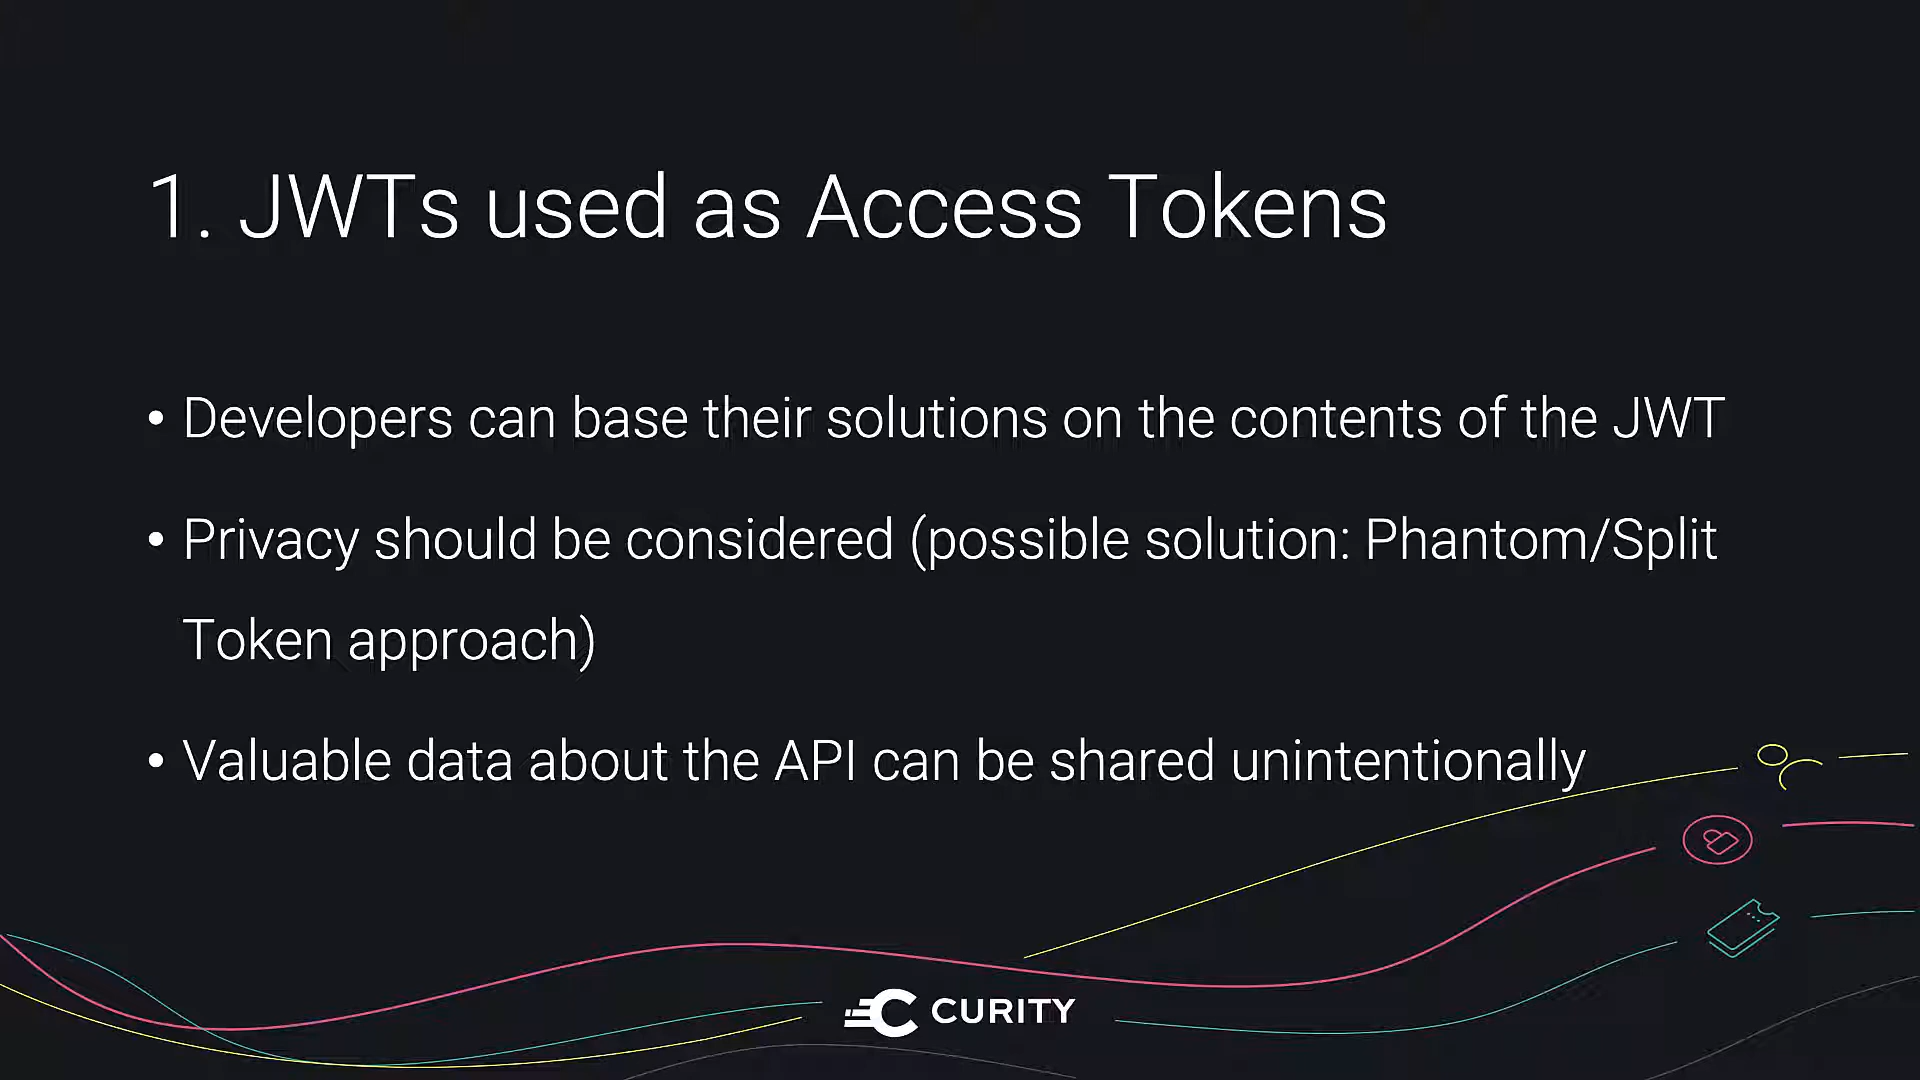 1. JWTs used as Access Tokens
• Developers can base their solutions on the contents of the JWT
• Privacy should be considered (possible solution: Phantom/Split
Token approach)
• Valuable data about the API can be shared unintentionally
CURITY